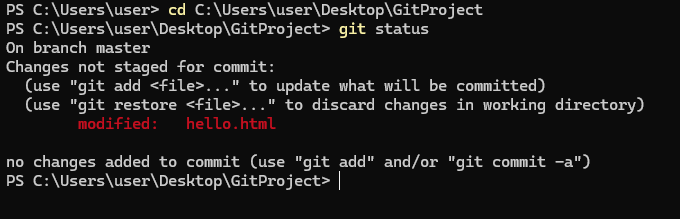 PS C:\Users\user> cd C:\Users\user\Desktop\GitProject
PS C:\Users\user\Desktop\GitProject> git status
On branch master
Changes not staged for commit:
  (use "git add <file>..." to update what will be committed)
  (use "git restore <file>..." to discard changes in working directory)
        modified:   hello.html

no changes added to commit (use "git add" and/or "git commit -a")
PS C:\Users\user\Desktop\GitProject>